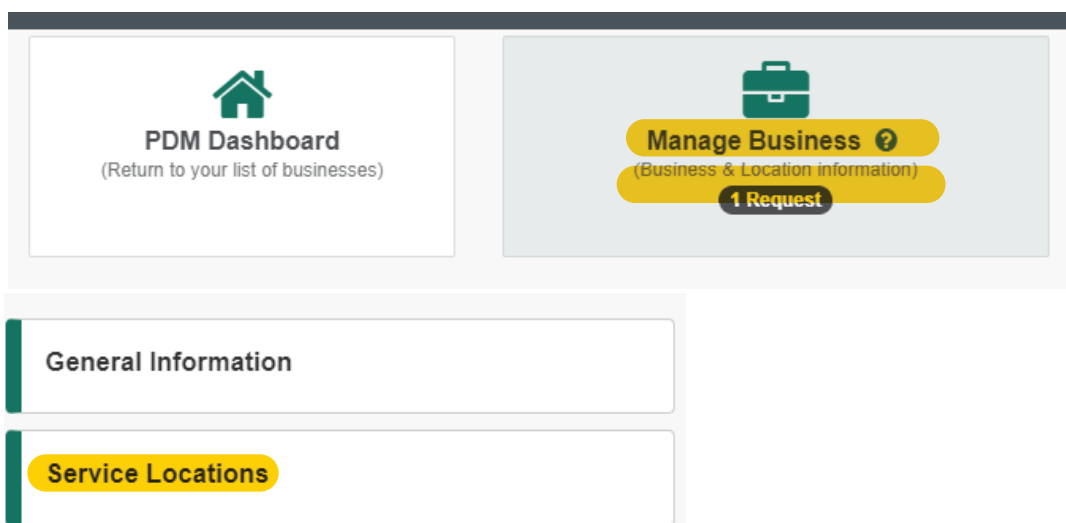 PDM Dashboard
(Return to your list of businesses)
Manage Business ?
(Business & Location information)
1 Request
General Information
Service Locations